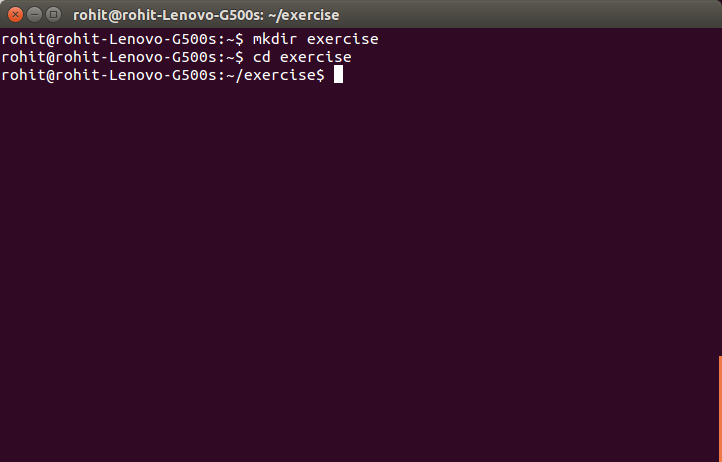 rohit@rohit-Lenovo-G500s: ~/exercise
rohit@rohit-Lenovo-G500s:~$ mkdir exercise
rohit@rohit-Lenovo-G500s:~$ cd exercise
rohit@rohit-Lenovo-G500s:~/exercise$